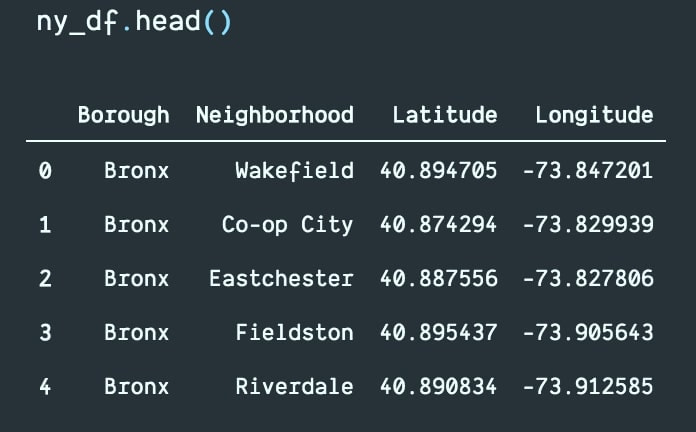 ny_df.head()
Borough Neighborhood Latitude Longitude
0 Bronx Wakefield 40.894705 -73.847201
1 Bronx Co-op City 40.874294 -73.829939
2 Bronx Eastchester 40.887556 -73.827806
3 Bronx Fieldston 40.895437 -73.905643
4 Bronx Riverdale 40.890834 -73.912585